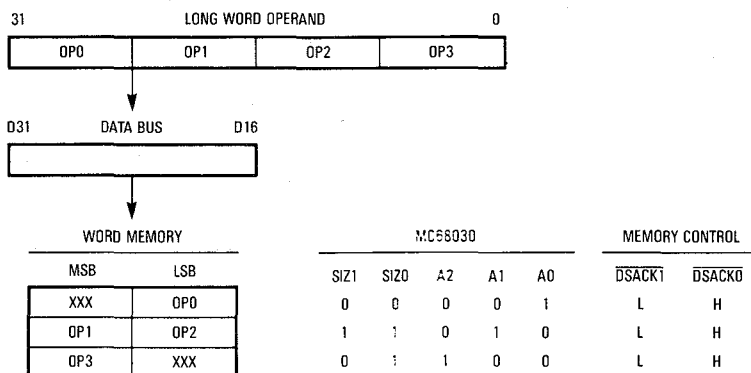 31 LONG WORD OPERAND 0
OP0 OP1 OP2 OP3
D31 DATA BUS D16
WORD MEMORY MC68030 MEMORY CONTROL
MSB LSB SIZ1 SIZ0 A2 A1 A0 DSACK1 DSACK0
XXX OP0 0 0 0 0 1 L H
OP1 OP2 1 1 0 1 0 L H
OP3 XXX 0 1 1 0 0 L H